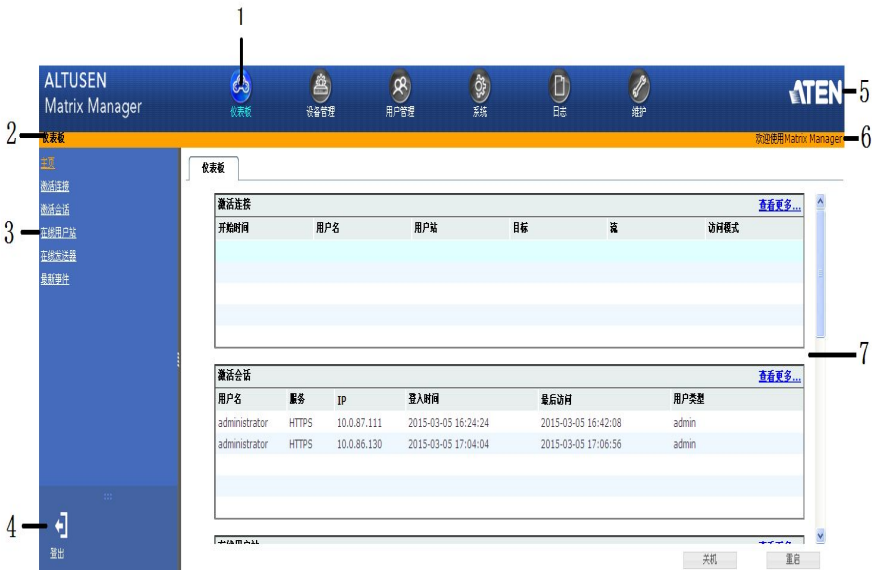 1
ALTUSEN
Matrix Manager
仪表板
设备管理
用户管理
系统
日志
维护
ATEN
5
2
仪表板
欢迎使用Matrix Manager
6
主页
激活连接
激活会话
3
在线用户站
在线发送器
最新事件
仪表板
激活连接
查看更多...
开始时间 用户名 用户站 目标 流 访问模式
7
激活会话
查看更多...
用户名 服务 IP 登入时间 最后访问 用户类型
administrator HTTPS 10.0.87.111 2015-03-05 16:24:24 2015-03-05 16:42:08 admin
administrator HTTPS 10.0.86.130 2015-03-05 17:04:04 2015-03-05 17:06:56 admin
4
登出
关机
重启